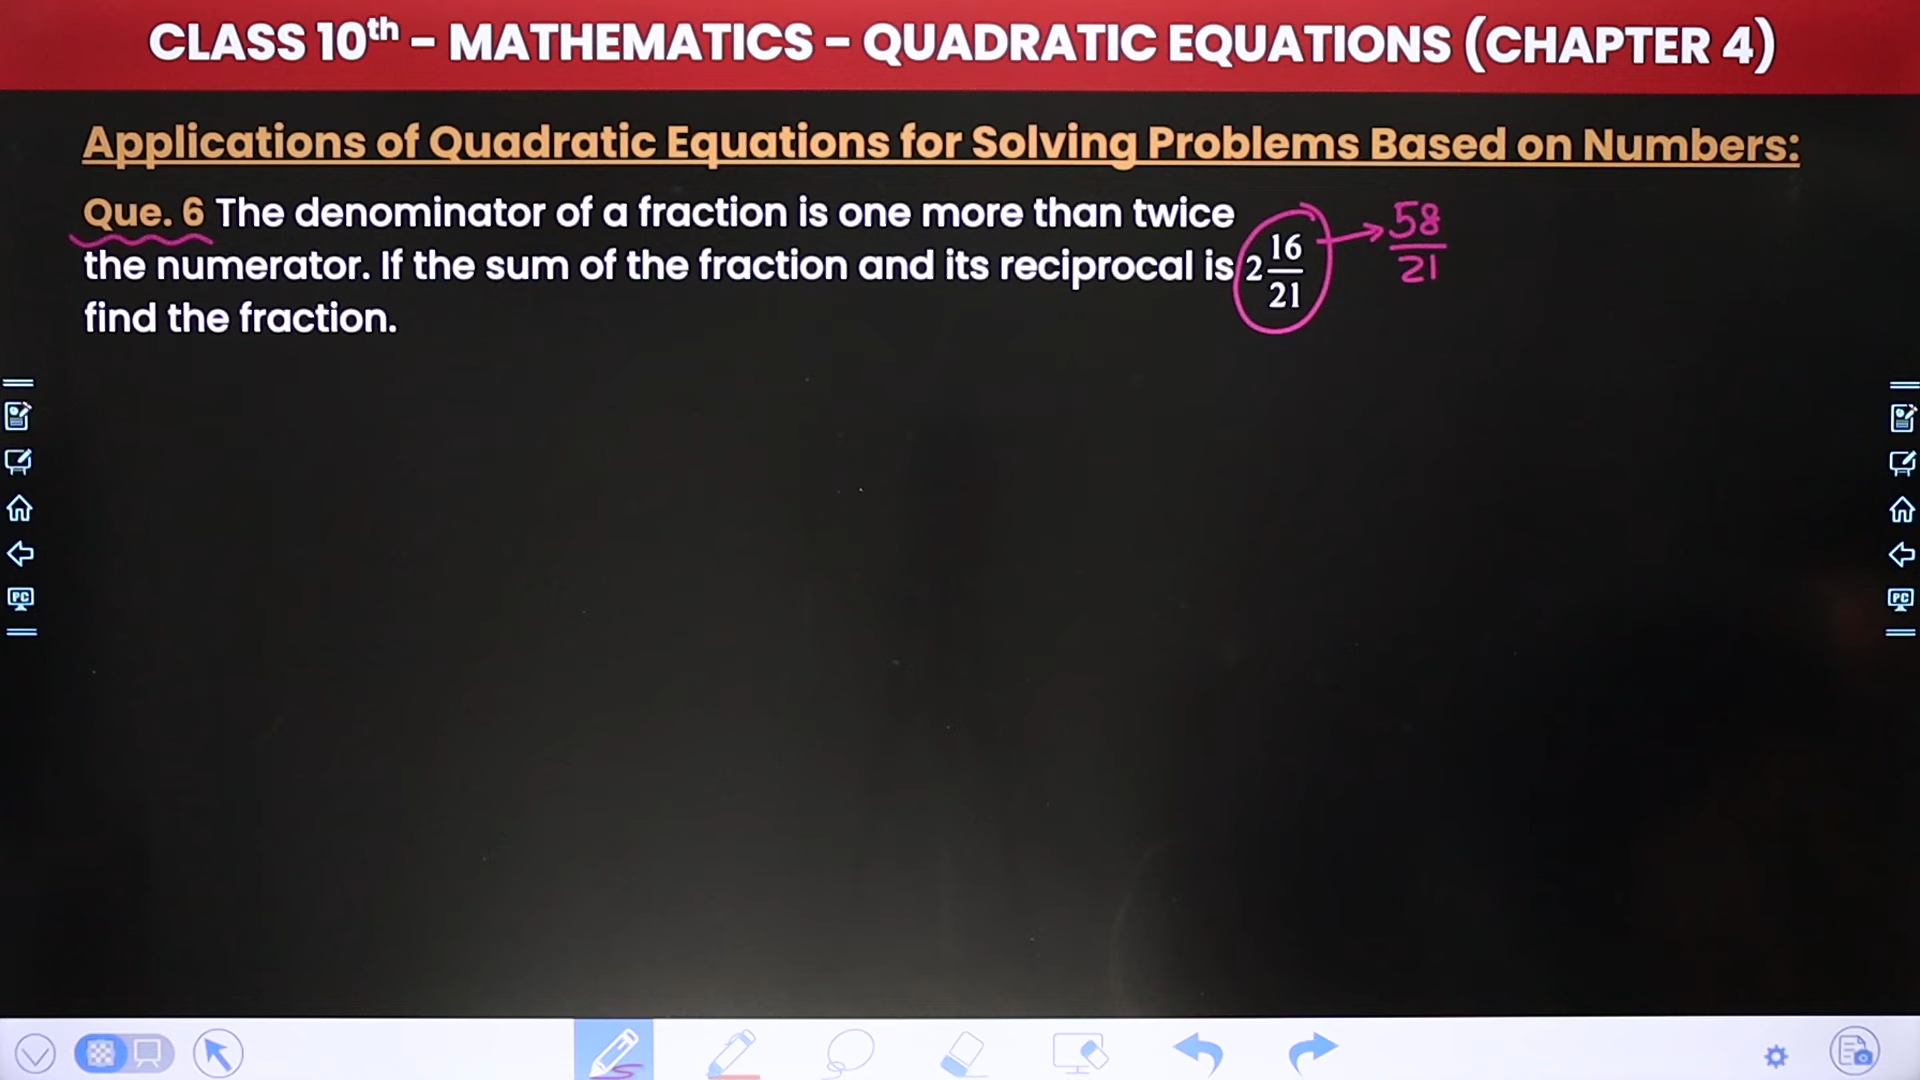 CLASS 10th - MATHEMATICS - QUADRATIC EQUATIONS (CHAPTER 4)
Applications of Quadratic Equations for Solving Problems Based on Numbers:
Que. 6 The denominator of a fraction is one more than twice
the numerator. If the sum of the fraction and its reciprocal is 2 16/21 → 58/21
find the fraction.
PC
PC